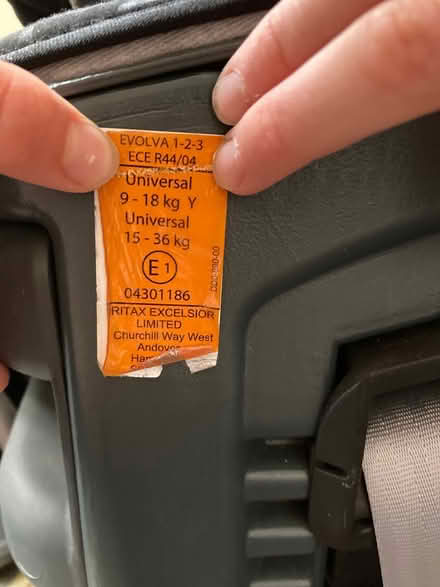 EVOLVA 1-2-3
ECE R44/04
Universal
9 - 18 kg Y
Universal
15 - 36 kg
E 1
04301186
RITAX EXCELSIOR
LIMITED
Churchill Way West
Andover